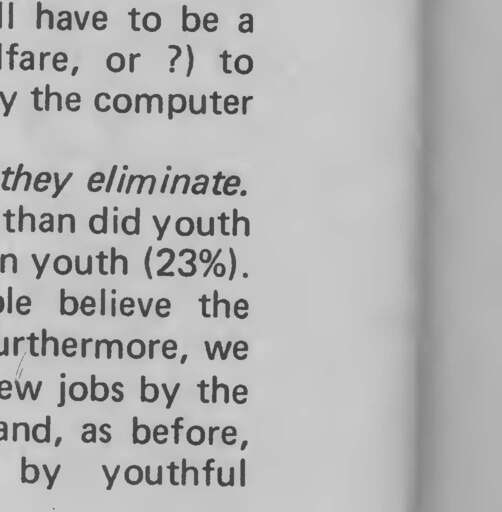 ll have to be a
lfare, or ?) to
y the computer
they eliminate.
than did youth
n youth (23%).
ple believe the
urthermore, we
ew jobs by the
and, as before,
by youthful